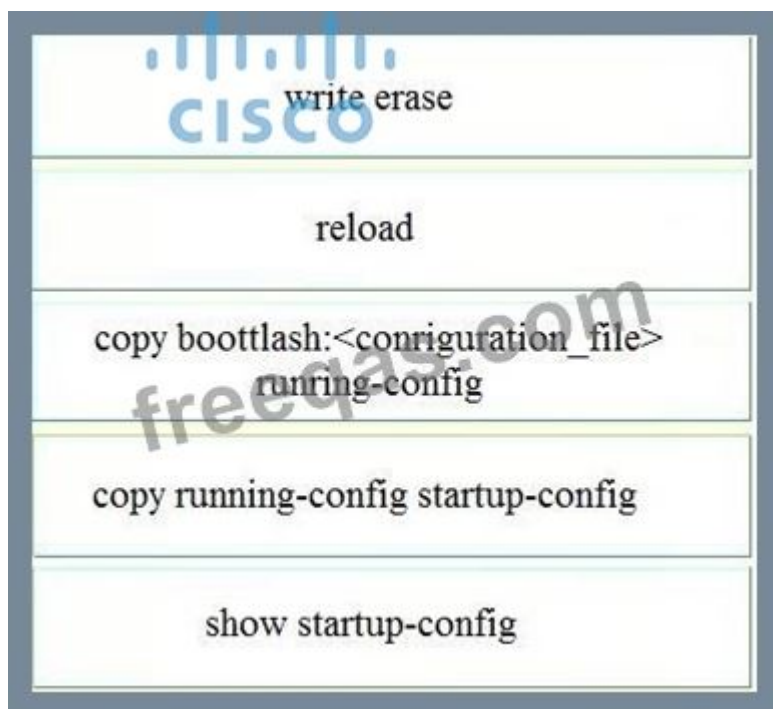 CISCO
write erase
reload
copy boottlash:<conriguration_file>
runring-config
freeqas.com
copy running-config startup-config
show startup-config